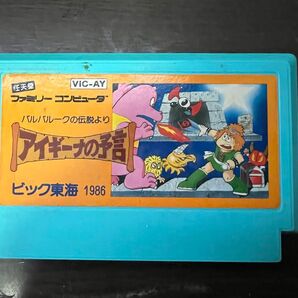 任天堂
VIC-AY
ファミリーコンピュータ
バルバルークの伝説より
アイギーナの予言
ビック東海 1986